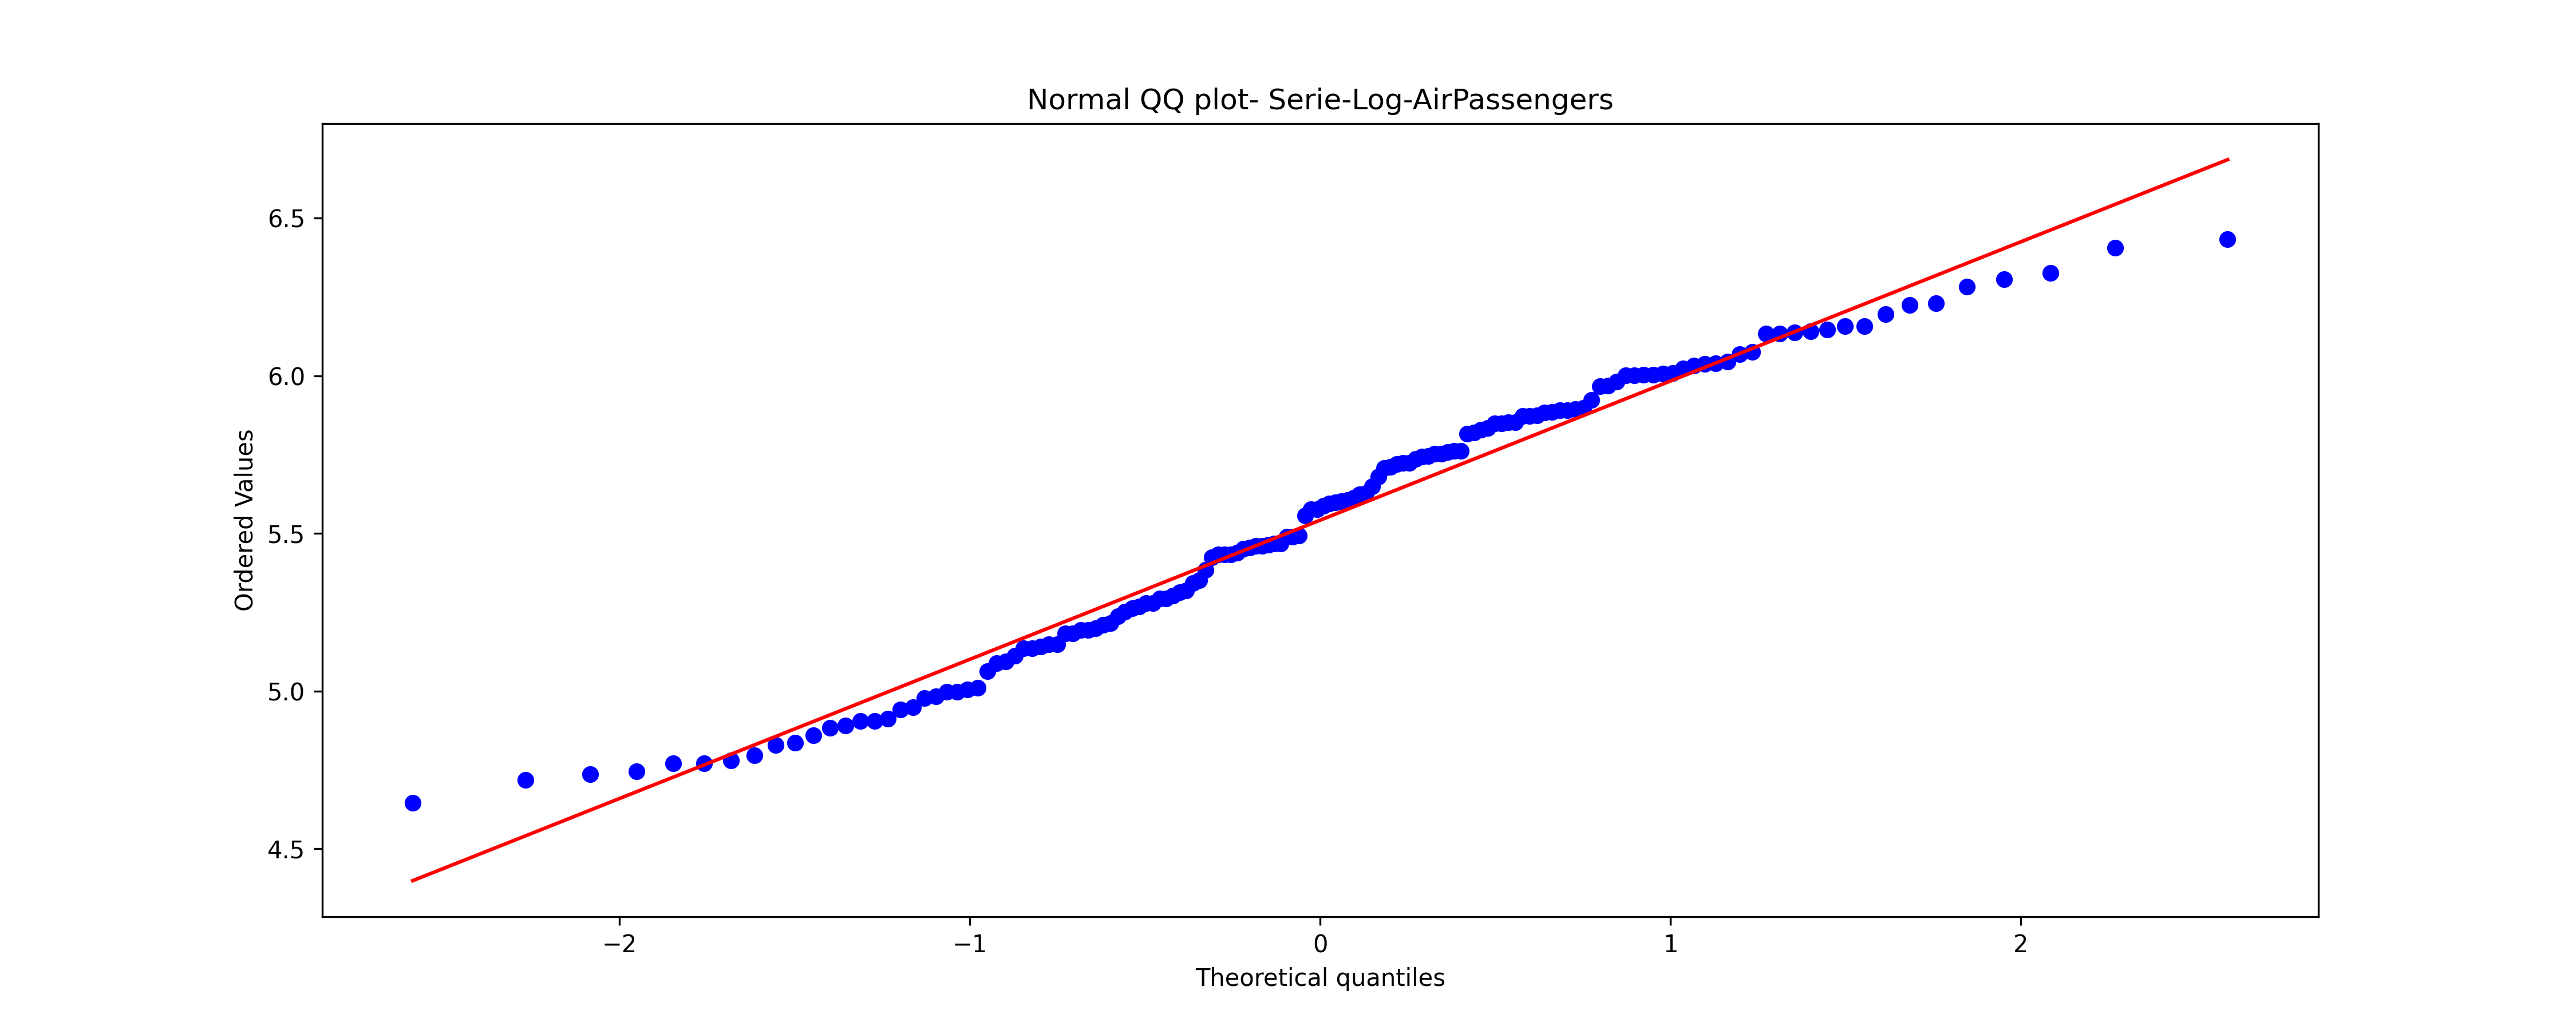 Normal QQ plot- Serie-Log-AirPassengers
6.5
6.0
5.5
5.0
4.5
Ordered Values
−2 −1 0 1 2
Theoretical quantiles